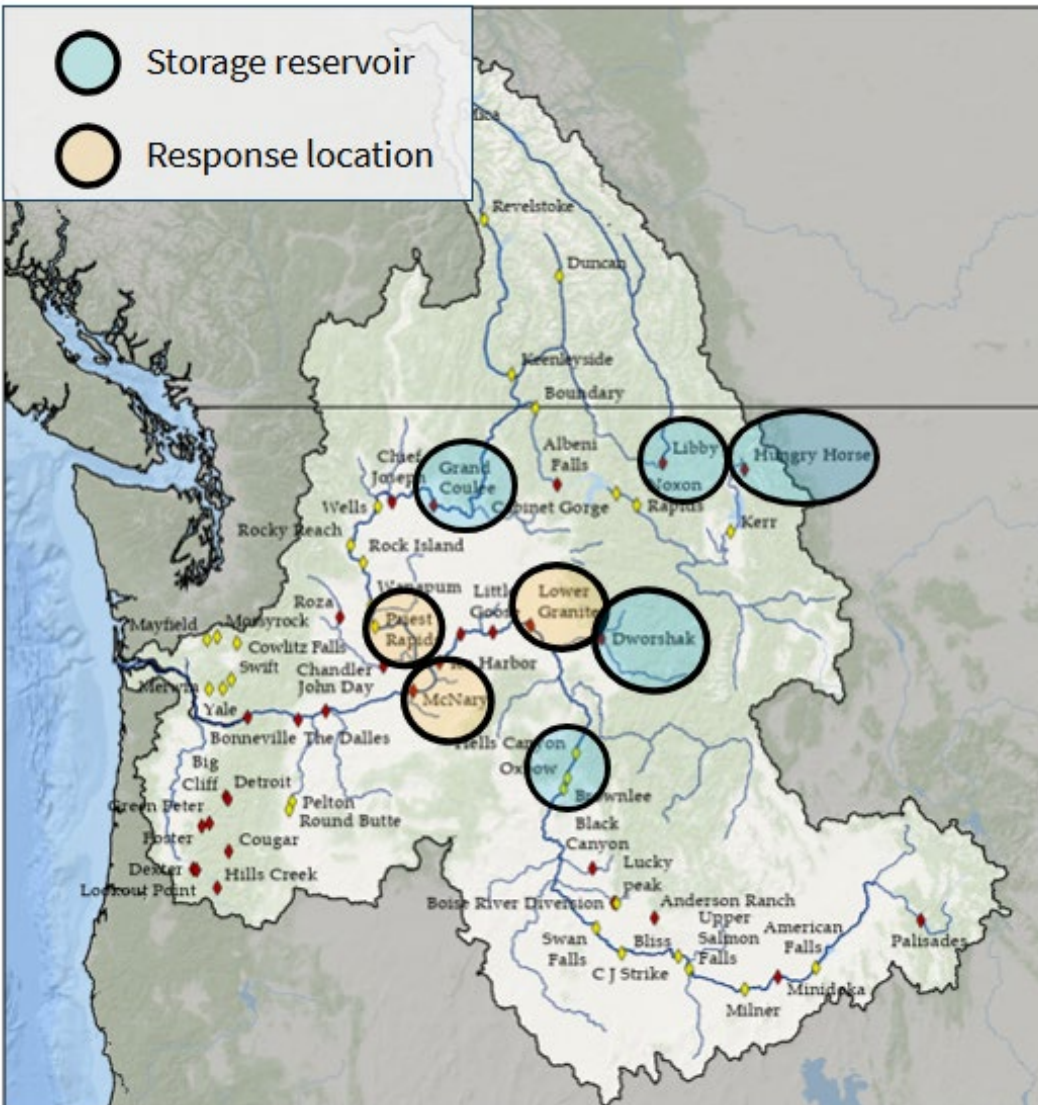 Storage reservoir
Response location
Revelstoke
Duncan
Keenleyside
Boundary
Albeni
Falls
Libby
Hungry Horse
Chief
Joseph
Grand
Coulee
Noxon
Rapids
Cabinet Gorge
Kerr
Wells
Rocky Reach
Rock Island
Wanapum
Little
Goose
Lower
Granite
Roza
Priest
Rapids
Dworshak
Mayfield
Mossyrock
Cowlitz Falls
Swift
Chandler
Harbor
John Day
McNary
Merwin
Yale
Bonneville
The Dalles
Hells Canyon
Oxbow
Brownlee
Big
Cliff
Detroit
Green Peter
Pelton
Round Butte
Foster
Cougar
Black
Canyon
Dexter
Lookout Point
Hills Creek
Lucky
peak
Boise River Diversion
Anderson Ranch
Swan
Falls
Bliss
Upper
Salmon
Falls
American
Falls
Palisades
C J Strike
Minidoka
Milner